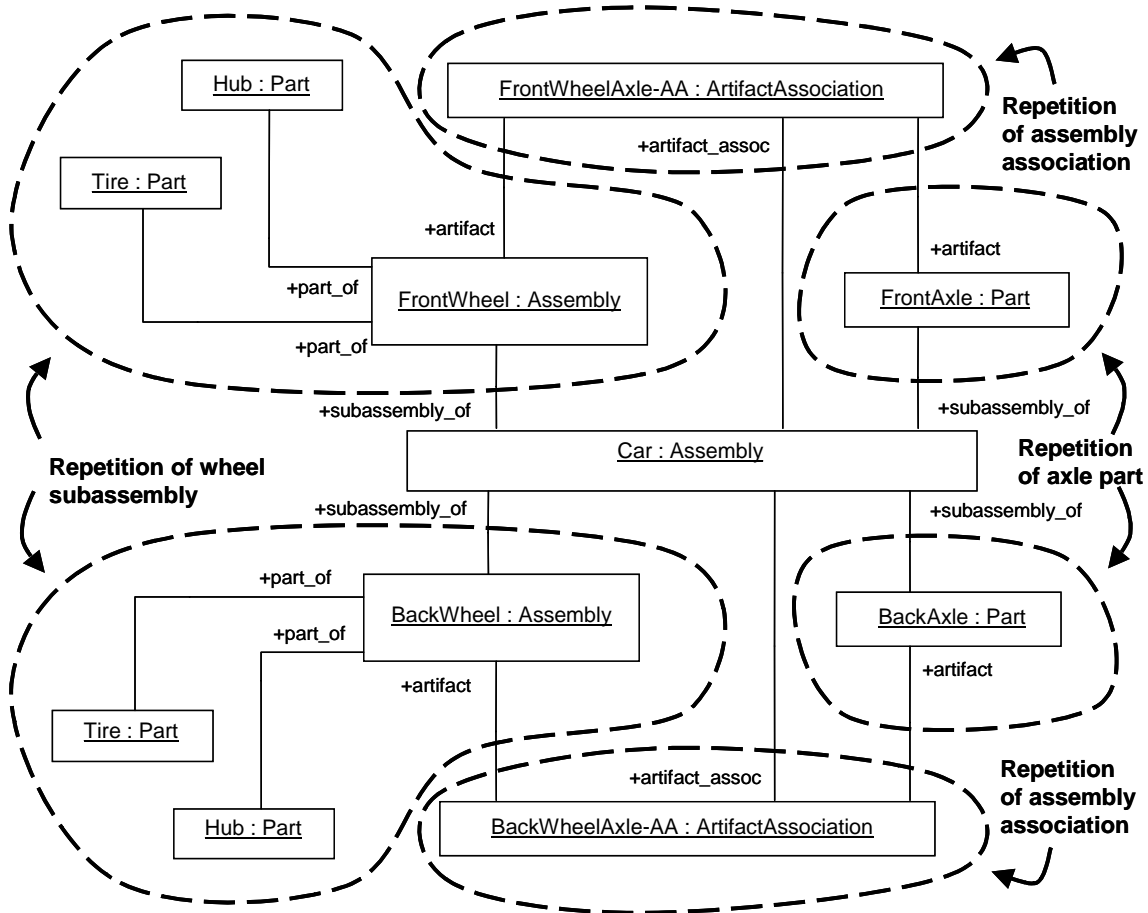 Hub : Part
FrontWheelAxle-AA : ArtifactAssociation
Repetition
of assembly
association
+artifact_assoc
Tire : Part
+artifact
+artifact
+part_of
FrontWheel : Assembly
FrontAxle : Part
+part_of
+subassembly_of
+subassembly_of
Car : Assembly
Repetition of wheel
subassembly
Repetition
of axle part
+subassembly_of
+subassembly_of
+part_of
BackWheel : Assembly
BackAxle : Part
+part_of
+artifact
+artifact
Tire : Part
+artifact_assoc
Repetition
of assembly
association
Hub : Part
BackWheelAxle-AA : ArtifactAssociation